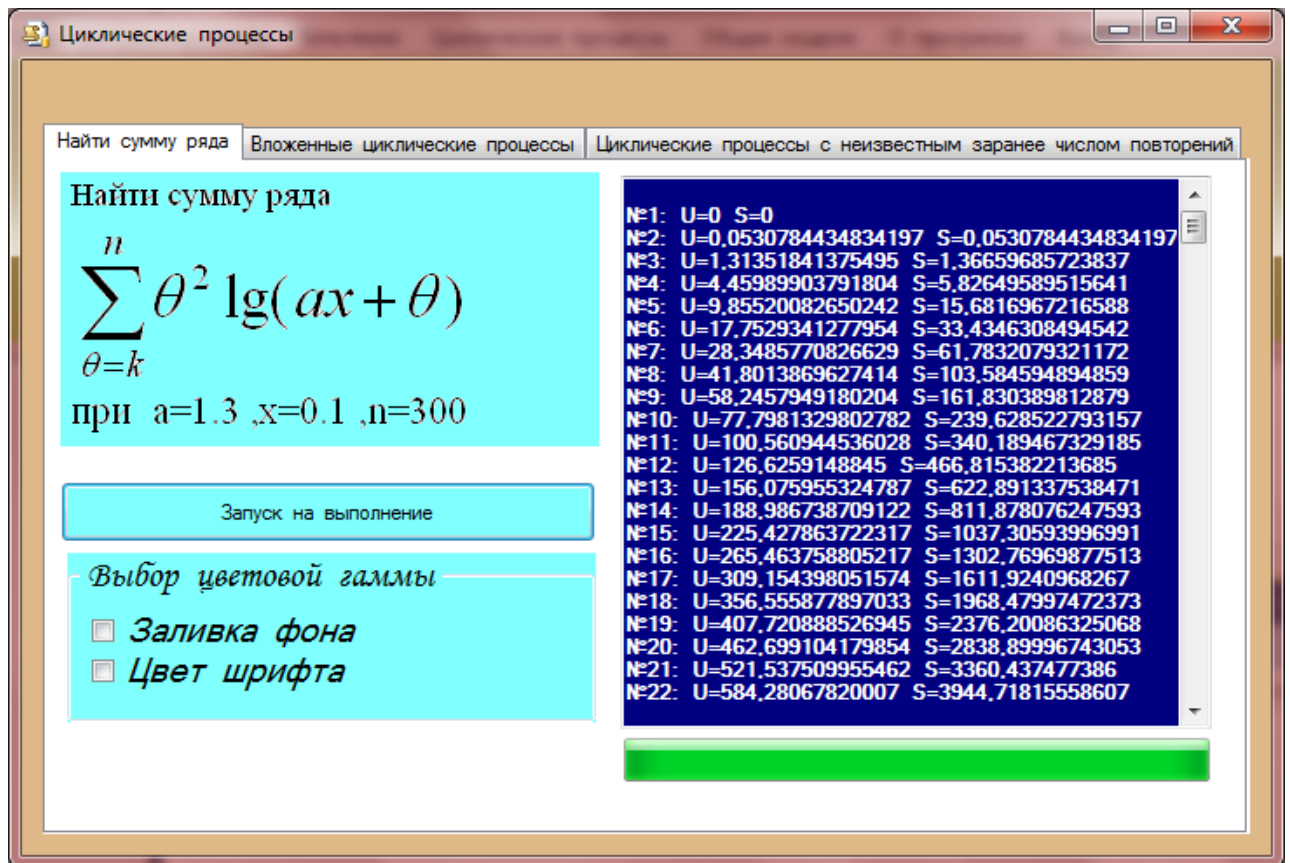 Циклические процессы
Найти сумму ряда
Вложенные циклические процессы
Циклические процессы с неизвестным заранее числом повторений
Найти сумму ряда
n
∑ θ² lg(ax + θ)
θ=k
при a=1.3 ,x=0.1 ,n=300
Запуск на выполнение
Выбор цветовой гаммы
Заливка фона
Цвет шрифта
№1: U=0 S=0
№2: U=0,0530784434834197 S=0,0530784434834197
№3: U=1,31351841375495 S=1,36659685723837
№4: U=4,45989903791804 S=5,82649589515641
№5: U=9,85520082650242 S=15,6816967216588
№6: U=17,7529341277954 S=33,4346308494542
№7: U=28,3485770826629 S=61,7832079321172
№8: U=41,8013869627414 S=103,584594894859
№9: U=58,2457949180204 S=161,830389812879
№10: U=77,7981329802782 S=239,628522793157
№11: U=100,560944536028 S=340,189467329185
№12: U=126,6259148845 S=466,815382213685
№13: U=156,075955324787 S=622,891337538471
№14: U=188,986738709122 S=811,878076247593
№15: U=225,427863722317 S=1037,30593996991
№16: U=265,463758805217 S=1302,76969877513
№17: U=309,154398051574 S=1611,9240968267
№18: U=356,555877897033 S=1968,47997472373
№19: U=407,720888526945 S=2376,20086325068
№20: U=462,699104179854 S=2838,89996743053
№21: U=521,537509955462 S=3360,437477386
№22: U=584,28067820007 S=3944,71815558607